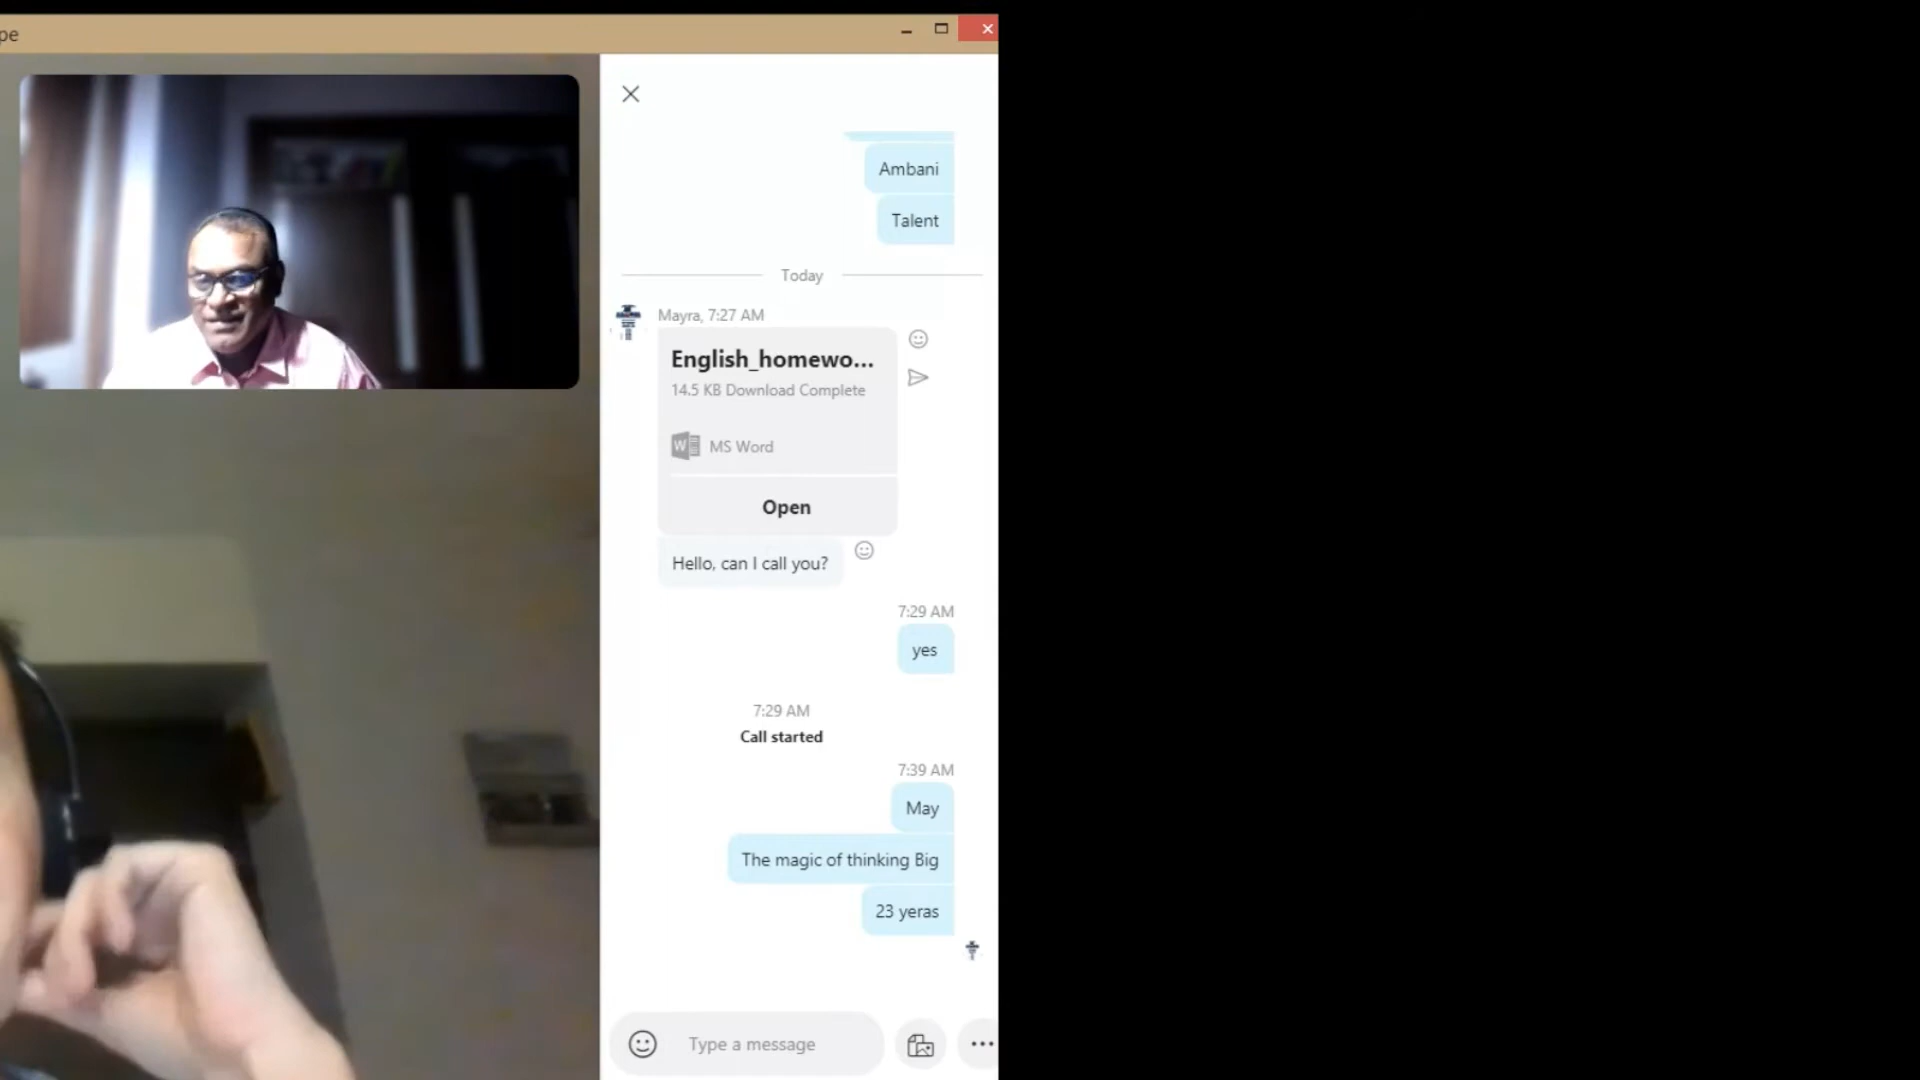 pe
Ambani
Talent
Today
Mayra, 7:27 AM
English_homewo...
14.5 KB Download Complete
W
MS Word
Open
Hello, can I call you?
7:29 AM
yes
7:29 AM
Call started
7:39 AM
May
The magic of thinking Big
23 yeras
Type a message